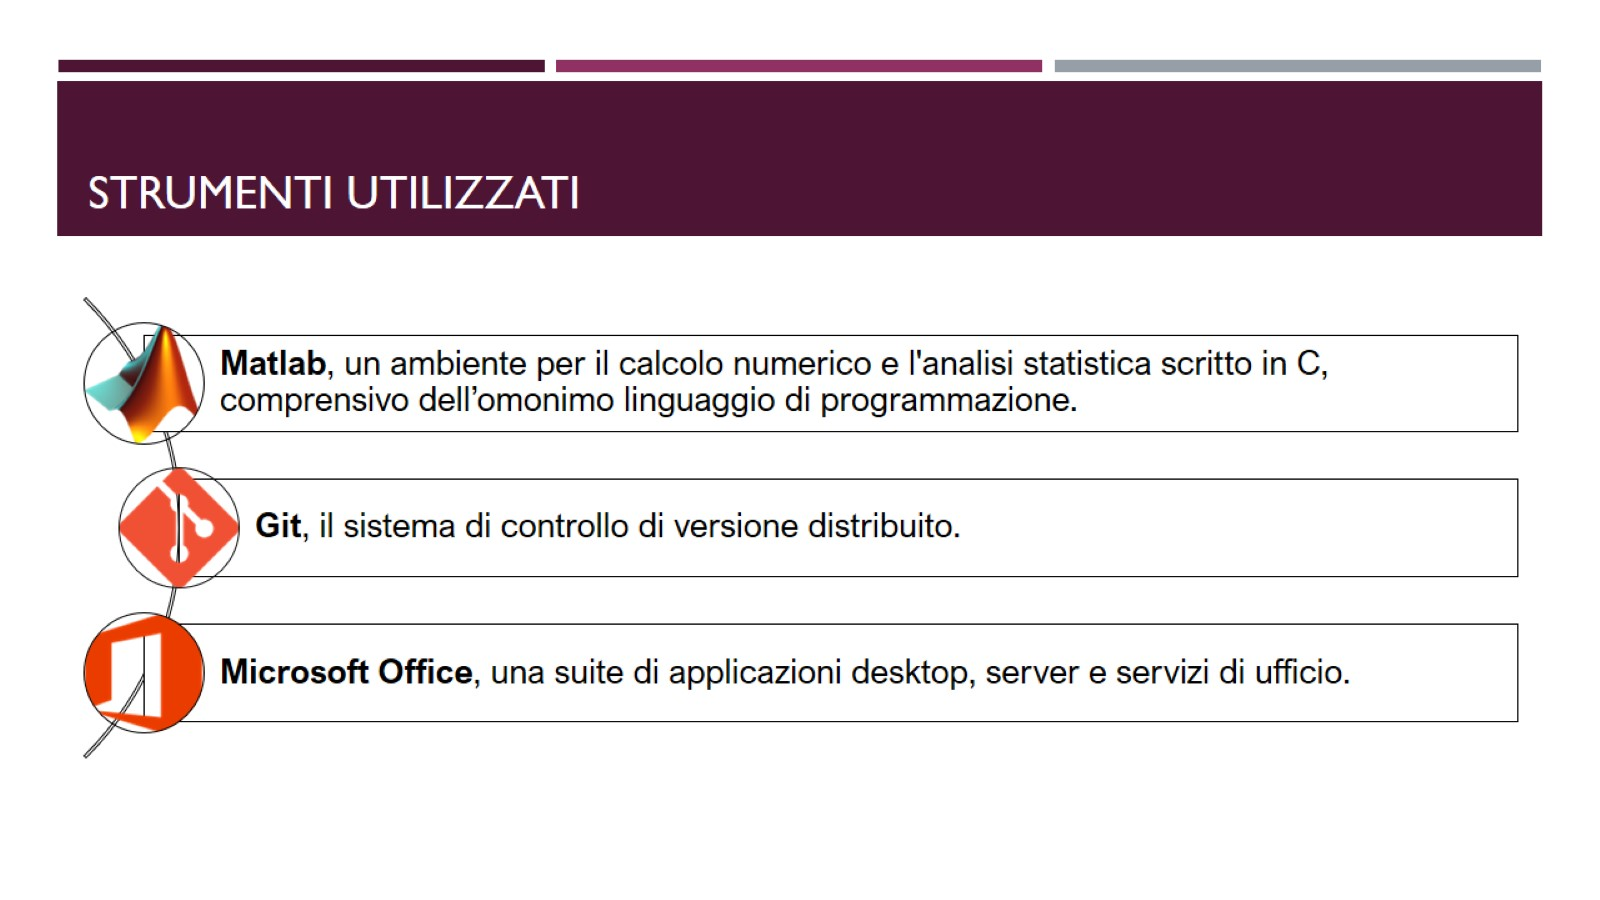 STRUMENTI UTILIZZATI
Matlab, un ambiente per il calcolo numerico e l'analisi statistica scritto in C,
comprensivo dell’omonimo linguaggio di programmazione.
Git, il sistema di controllo di versione distribuito.
Microsoft Office, una suite di applicazioni desktop, server e servizi di ufficio.